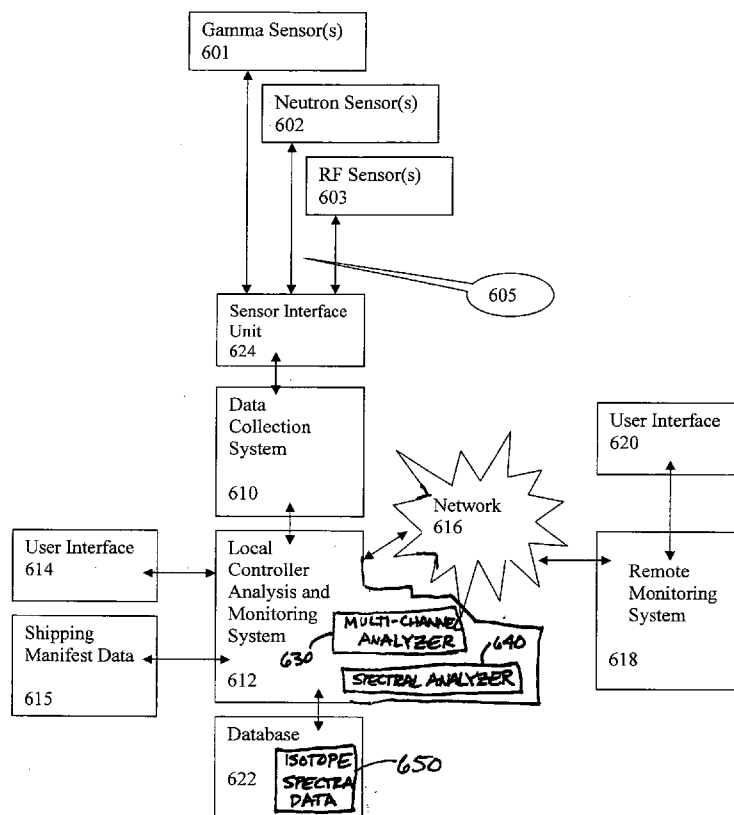 Gamma Sensor(s)
601
Neutron Sensor(s)
602
RF Sensor(s)
603
605
Sensor Interface
Unit
624
Data
Collection
System
610
User Interface
620
Network
616
User Interface
614
Local
Controller
Analysis and
Monitoring
System
612
Remote
Monitoring
System
618
Shipping
Manifest Data
615
MULTI-CHANNEL
ANALYZER
630
640
SPECTRAL ANALYZER
Database
622
ISOTOPE
SPECTRA
DATA
650